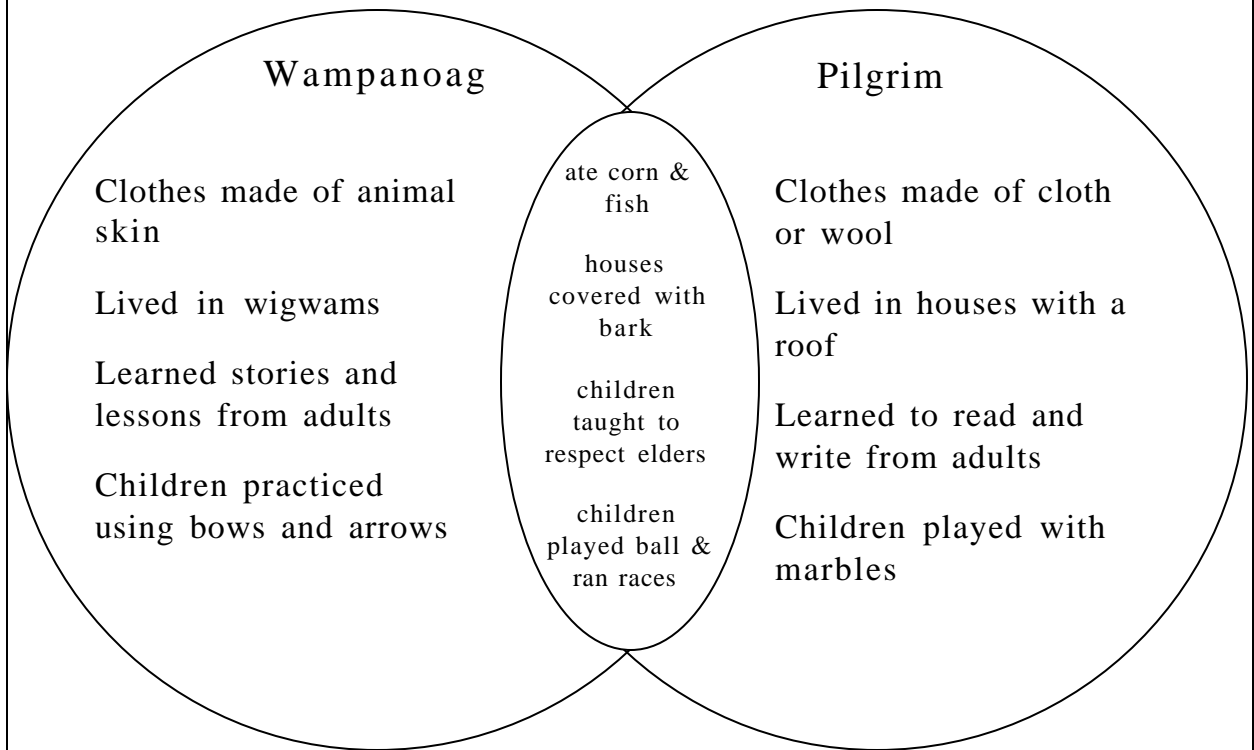 Wampanoag
Clothes made of animal
skin
Lived in wigwams
Learned stories and
lessons from adults
Children practiced
using bows and arrows
ate corn &
fish
houses
covered with
bark
children
taught to
respect elders
children
played ball &
ran races
Pilgrim
Clothes made of cloth
or wool
Lived in houses with a
roof
Learned to read and
write from adults
Children played with
marbles